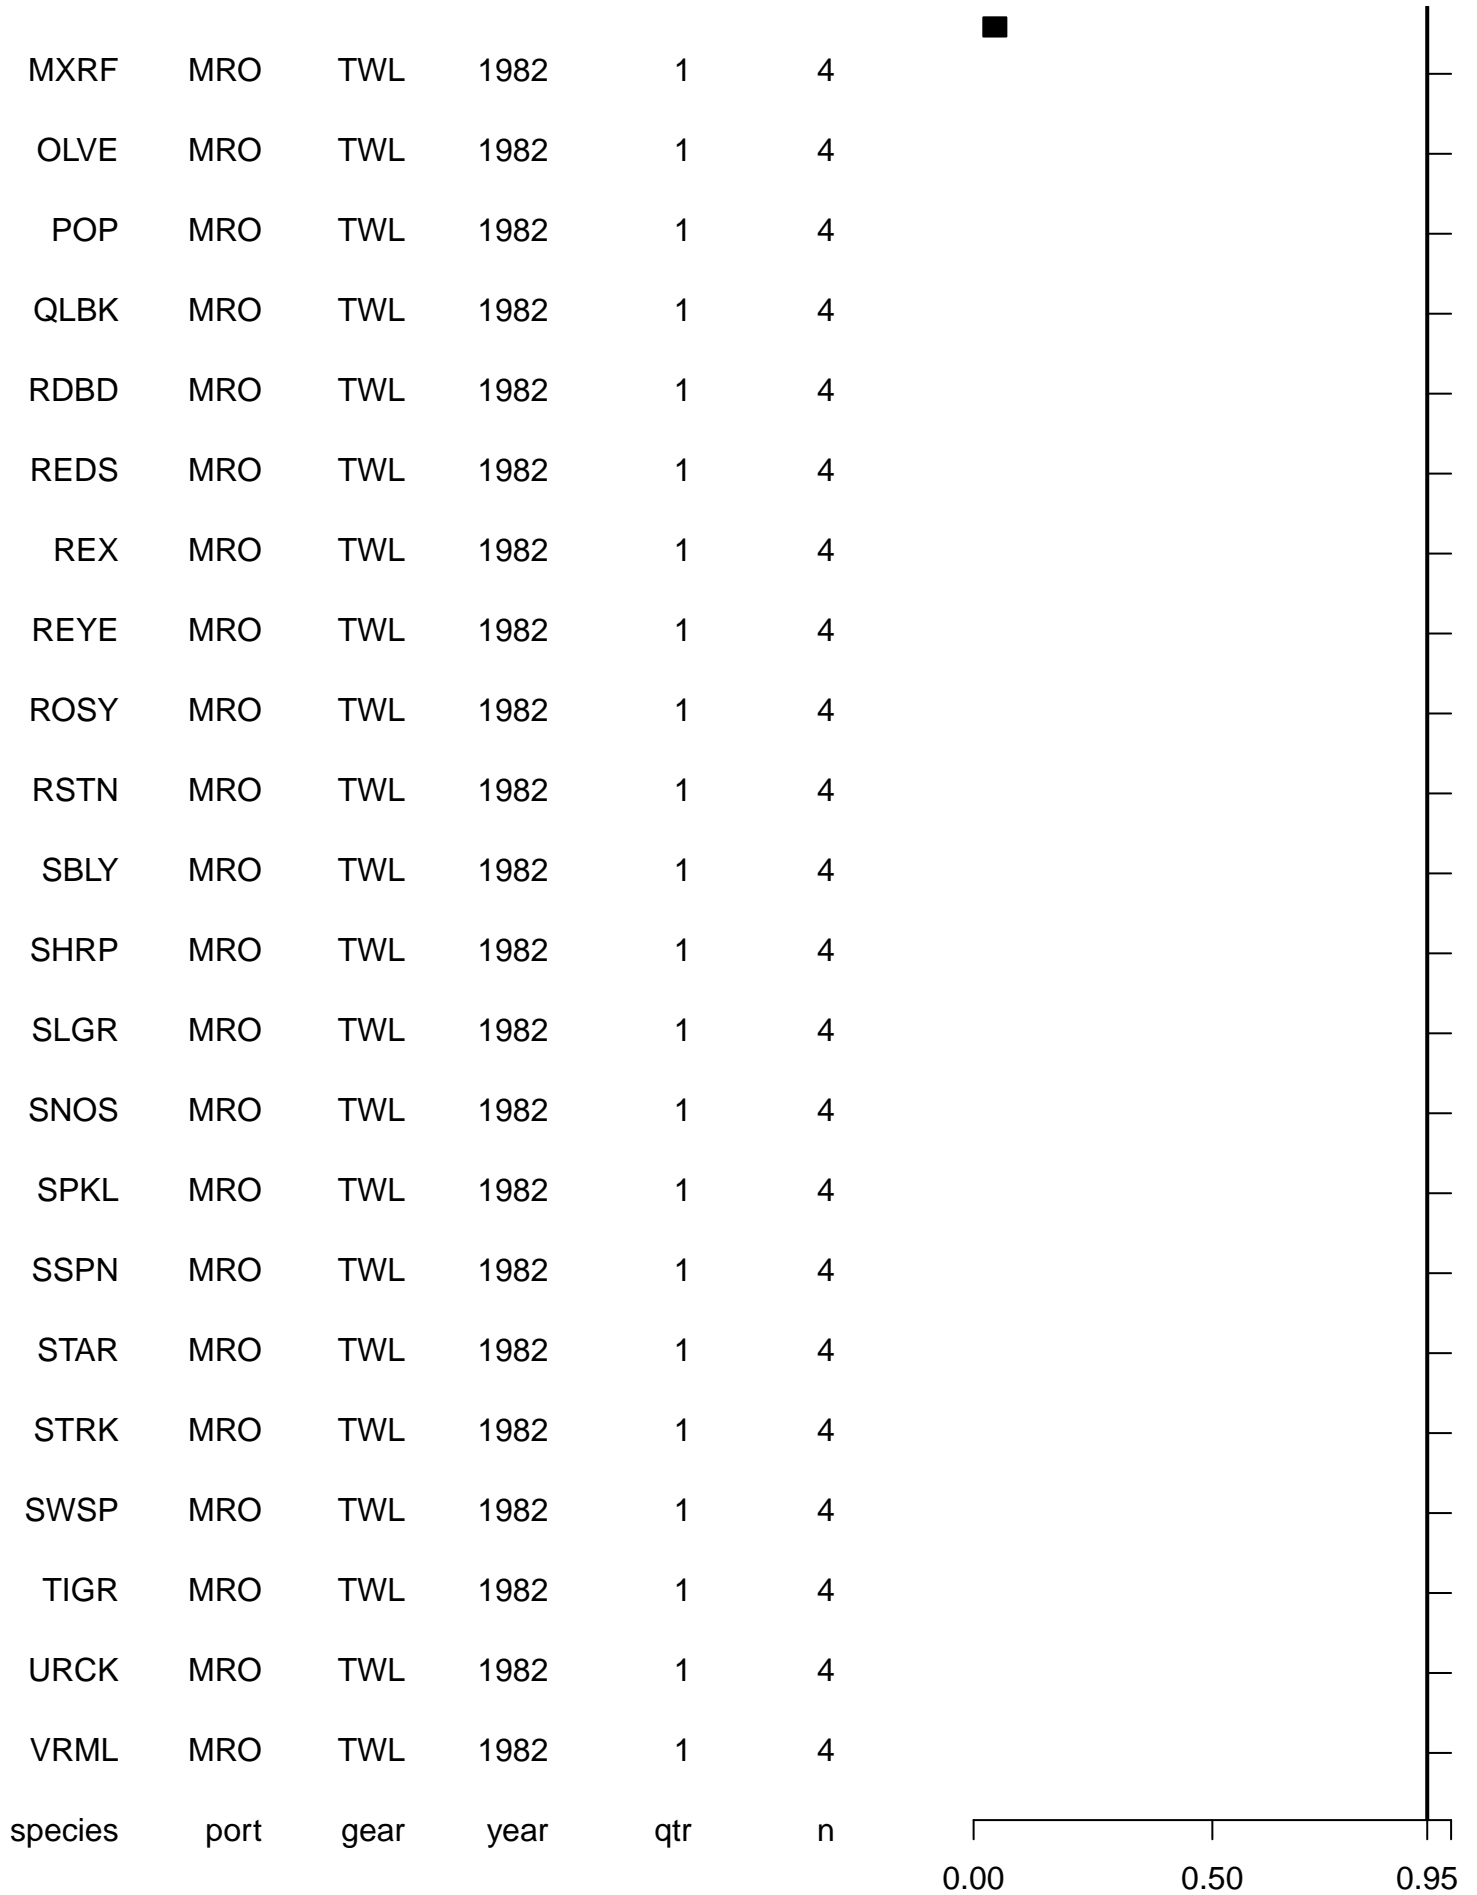 MXRF MRO TWL 1982 1 4
OLVE MRO TWL 1982 1 4
POP MRO TWL 1982 1 4
QLBK MRO TWL 1982 1 4
RDBD MRO TWL 1982 1 4
REDS MRO TWL 1982 1 4
REX MRO TWL 1982 1 4
REYE MRO TWL 1982 1 4
ROSY MRO TWL 1982 1 4
RSTN MRO TWL 1982 1 4
SBLY MRO TWL 1982 1 4
SHRP MRO TWL 1982 1 4
SLGR MRO TWL 1982 1 4
SNOS MRO TWL 1982 1 4
SPKL MRO TWL 1982 1 4
SSPN MRO TWL 1982 1 4
STAR MRO TWL 1982 1 4
STRK MRO TWL 1982 1 4
SWSP MRO TWL 1982 1 4
TIGR MRO TWL 1982 1 4
URCK MRO TWL 1982 1 4
VRML MRO TWL 1982 1 4
species port gear year qtr n
0.00 0.50 0.95